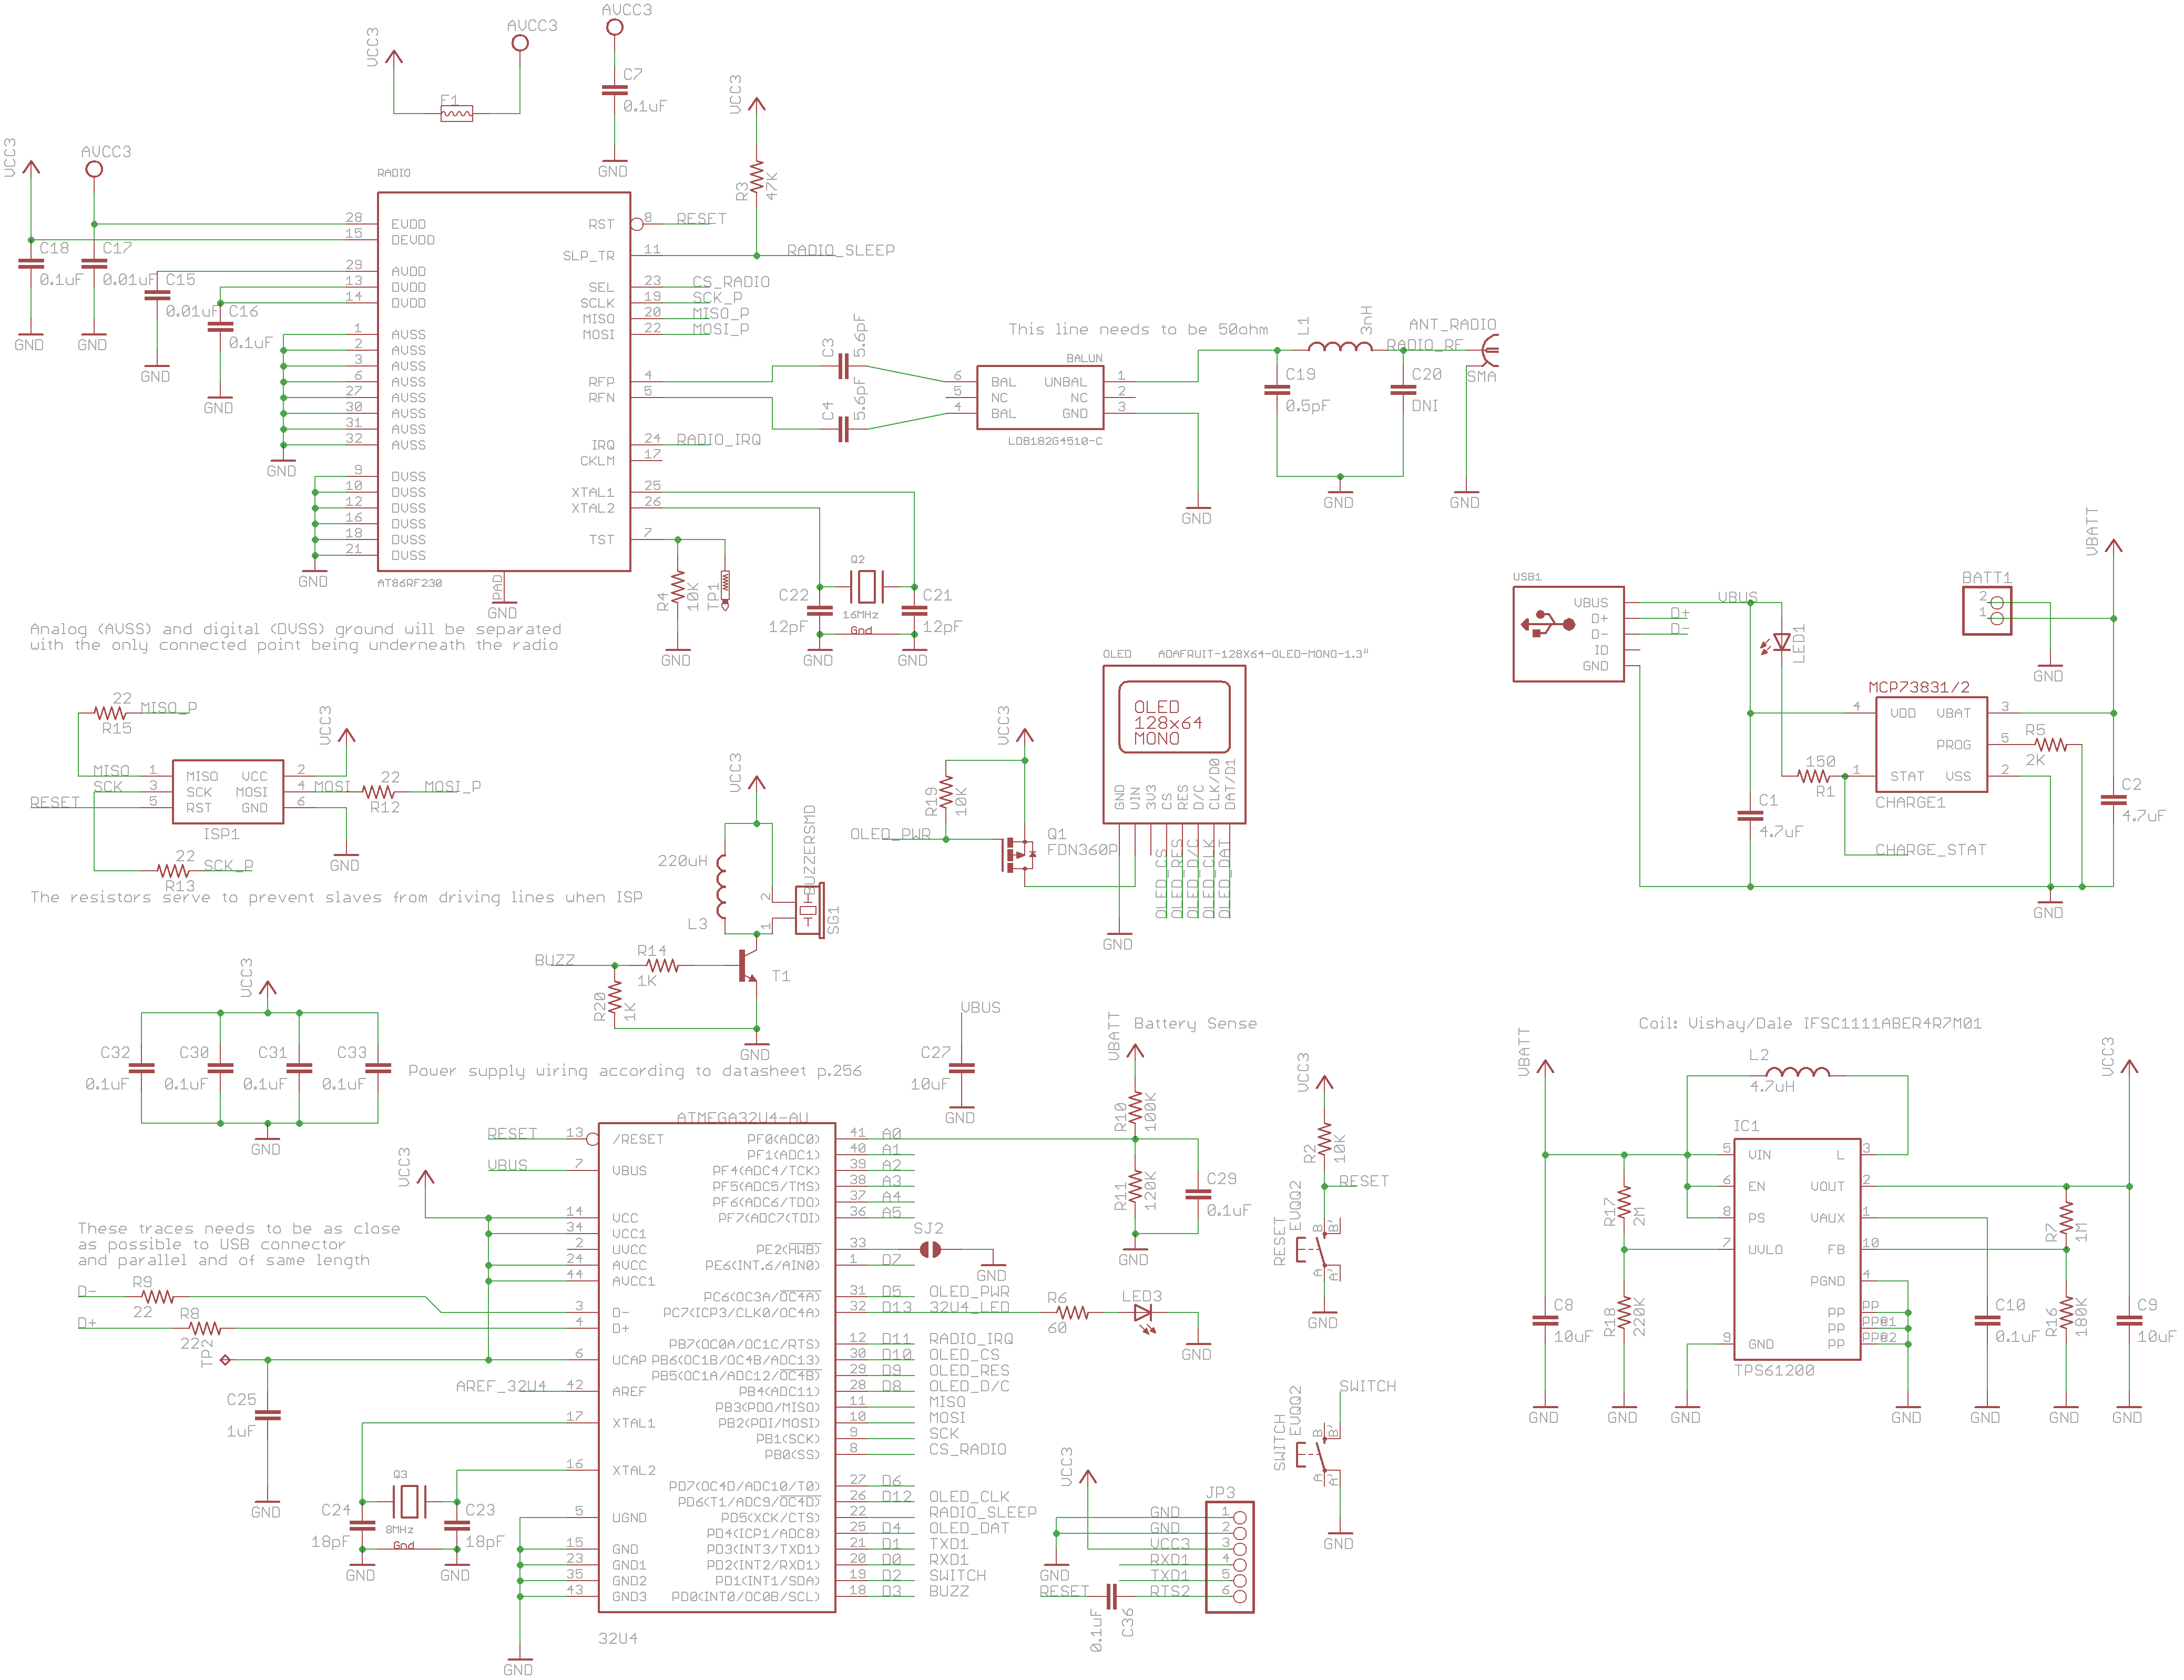 VCC3
AVCC3
F1
AVCC3
C7
0.1uF
GND
VCC3
R3
47K
VCC3
AVCC3
C18
0.1uF
GND
C17
0.01uF
GND
C15
0.01uF
GND
C16
0.1uF
GND
RADIO
28 EVDD
15 DEVDD
29 AVDD
13 DVDD
14 DVDD
1 AVSS
2 AVSS
3 AVSS
6 AVSS
27 AVSS
30 AVSS
31 AVSS
32 AVSS
GND
9 DVSS
10 DVSS
12 DVSS
16 DVSS
18 DVSS
21 DVSS
GND
RST 8 RESET
SLP_TR 11 RADIO_SLEEP
SEL 23 CS_RADIO
SCLK 19 SCK_P
MISO 20 MISO_P
MOSI 22 MOSI_P
RFP 4
RFN 5
IRQ 24 RADIO_IRQ
CKLM 17
XTAL1 25
XTAL2 26
TST 7
AT86RF230
PAD
GND
R4
10K
GND
TP1
C22
12pF
GND
Q2
16MHz
Gnd
C21
12pF
GND
C3
5.6pF
C4
5.6pF
This line needs to be 50ohm
BALUN
6 BAL UNBAL 1
5 NC NC 2
4 BAL GND 3
LDB182G4510-C
GND
C19
0.5pF
L1
3nH
C20
DNI
GND
ANT_RADIO
RADIO_RF
SMA
GND
Analog (AVSS) and digital (DVSS) ground will be separated
with the only connected point being underneath the radio
22
R15
MISO_P
MISO
SCK
RESET
1 MISO VCC 2
3 SCK MOSI 4
5 RST GND 6
ISP1
VCC3
MOSI
22
R12
MOSI_P
GND
22
R13
SCK_P
The resistors serve to prevent slaves from driving lines when ISP
VCC3
220uH
L3
BUZZERSMD
2
1
SG1
BUZZ
R14
1K
R20
1K
T1
GND
VCC3
R19
10K
OLED_PWR
Q1
FDN360P
OLED
ADAFRUIT-128X64-OLED-MONO-1.3"
OLED
128x64
MONO
GND
VIN
3V3
CS
RES
D/C
CLK/D0
DAT/D1
OLED_CS
OLED_RES
OLED_D/C
OLED_CLK
OLED_DAT
GND
USB1
VBUS
D+
D-
ID
GND
VBUS
D+
D-
LED1
BATT1
2
1
GND
VBATT
MCP73831/2
4 VDD VBAT 3
PROG 5
1 STAT VSS 2
CHARGE1
150
R1
R5
2K
C1
4.7uF
C2
4.7uF
CHARGE_STAT
GND
VCC3
C32
0.1uF
C30
0.1uF
C31
0.1uF
C33
0.1uF
GND
Power supply wiring according to datasheet p.256
VBUS
C27
10uF
GND
Battery Sense
VBATT
R10
100K
R11
120K
C29
0.1uF
GND
ATMEGA32U4-AU
RESET 13 /RESET
VBUS 7 VBUS
VCC3
14 VCC
34 VCC1
2 UVCC
24 AVCC
44 AVCC1
3 D-
4 D+
6 UCAP
AREF_32U4 42 AREF
17 XTAL1
16 XTAL2
5 UGND
15 GND
23 GND1
35 GND2
43 GND3
GND
32U4
PF0(ADC0) 41 A0
PF1(ADC1) 40 A1
PF4(ADC4/TCK) 39 A2
PF5(ADC5/TMS) 38 A3
PF6(ADC6/TDO) 37 A4
PF7(ADC7(TDI) 36 A5
PE2(HWB) 33
PE6(INT.6/AIN0) 1 D7
PC6(OC3A/OC4A) 31 D5 OLED_PWR
PC7(ICP3/CLK0/OC4A) 32 D13 32U4_LED
PB7(OC0A/OC1C/RTS) 12 D11 RADIO_IRQ
PB6(OC1B/OC4B/ADC13) 30 D10 OLED_CS
PB5(OC1A/ADC12/OC4B) 29 D9 OLED_RES
PB4(ADC11) 28 D8 OLED_D/C
PB3(PDO/MISO) 11 MISO
PB2(PDI/MOSI) 10 MOSI
PB1(SCK) 9 SCK
PB0(SS) 8 CS_RADIO
PD7(OC4D/ADC10/T0) 27 D6
PD6(T1/ADC9/OC4D) 26 D12 OLED_CLK
PD5(XCK/CTS) 22 RADIO_SLEEP
PD4(ICP1/ADC8) 25 D4 OLED_DAT
PD3(INT3/TXD1) 21 D1 TXD1
PD2(INT2/RXD1) 20 D0 RXD1
PD1(INT1/SDA) 19 D2 SWITCH
PD0(INT0/OC0B/SCL) 18 D3 BUZZ
SJ2
GND
R6
60
LED3
GND
These traces needs to be as close
as possible to USB connector
and parallel and of same length
D-
R9
22
D+
R8
22
TP2
C25
1uF
GND
C24
18pF
GND
Q3
8MHz
Gnd
C23
18pF
GND
VCC3
R2
10K
RESET
RESET
EVQQ2
B
B'
A
A'
GND
SWITCH
SWITCH
EVQQ2
B
B'
A
A'
GND
VCC3
JP3
GND 1
GND 2
VCC3 3
RXD1 4
TXD1 5
RTS2 6
GND
RESET
0.1uF
C36
Coil: Vishay/Dale IFSC1111ABER4R7M01
VBATT
L2
4.7uH
VCC3
IC1
5 VIN L 3
6 EN VOUT 2
8 PS VAUX 1
7 UVLO FB 10
PGND 4
PP PP
PP PP@1
9 GND PP PP@2
TPS61200
C8
10uF
GND
R17
2M
R18
220K
GND
GND
GND
C10
0.1uF
GND
R7
1M
R16
180K
GND
C9
10uF
GND